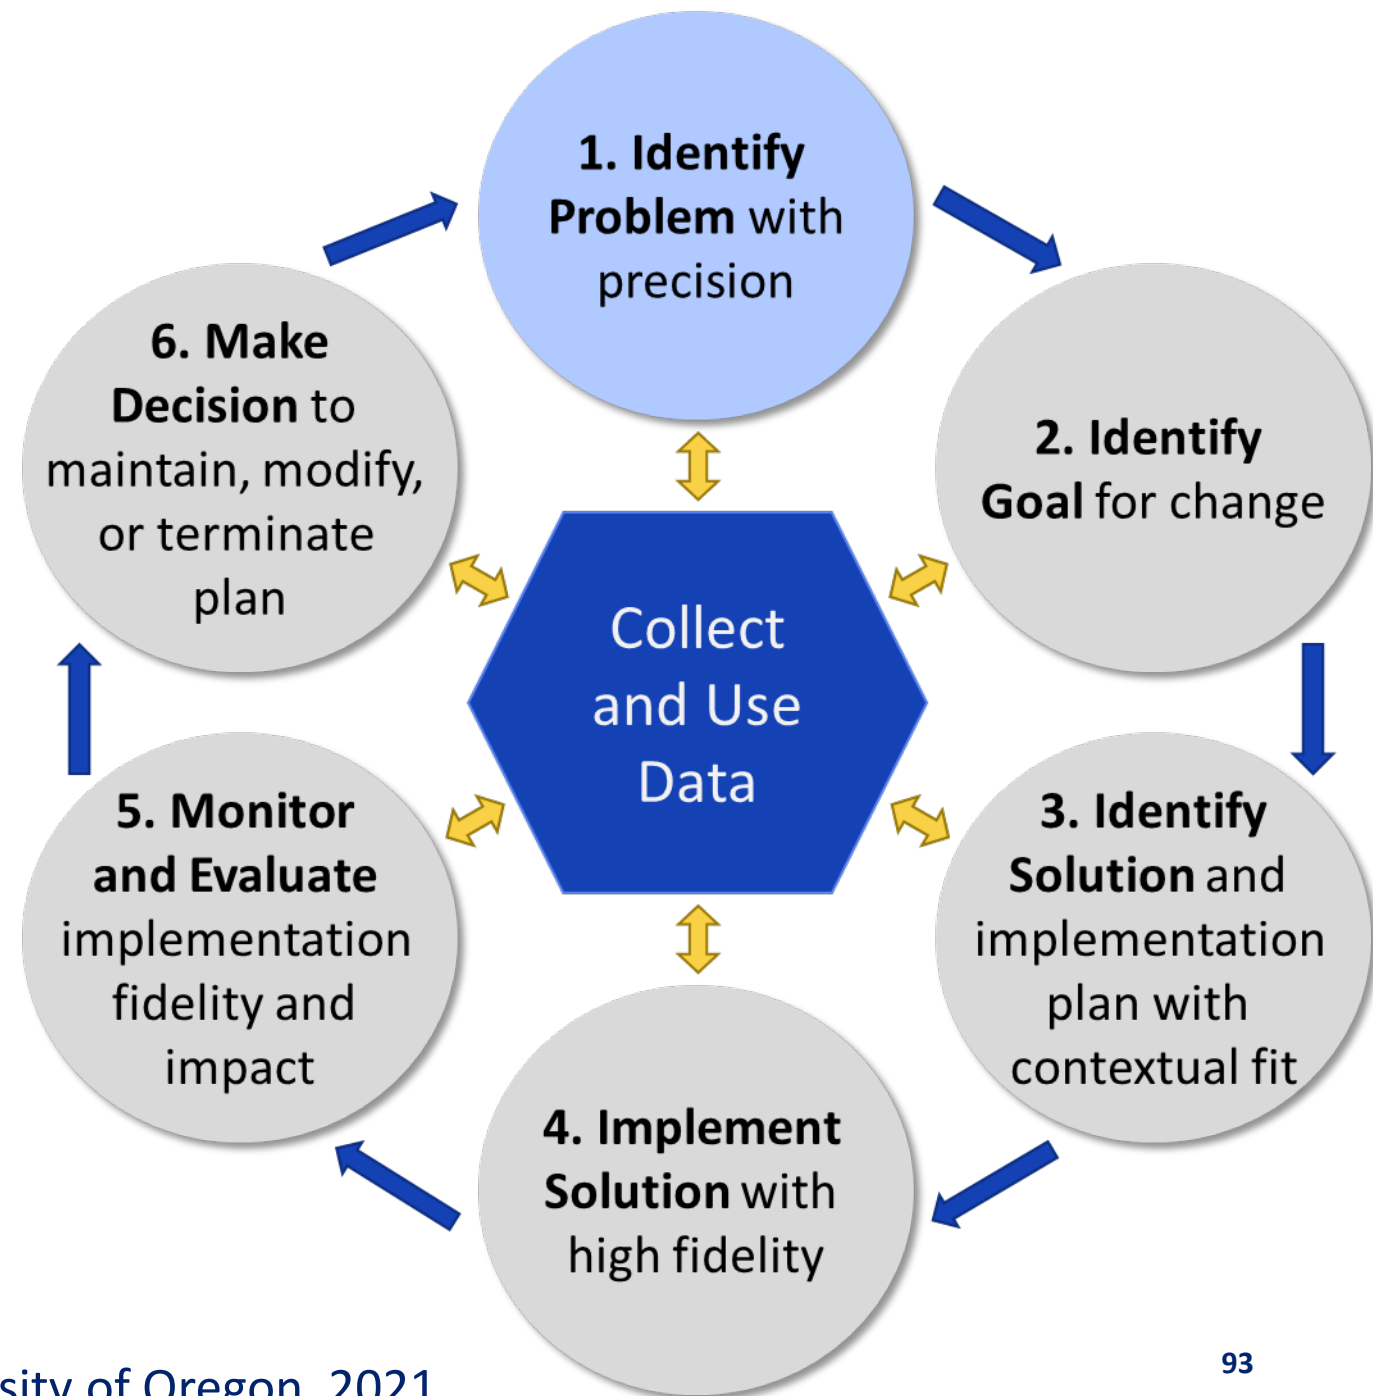 1. Identify
Problem with
precision
2. Identify
Goal for change
3. Identify
Solution and
implementation
plan with
contextual fit
4. Implement
Solution with
high fidelity
5. Monitor
and Evaluate
implementation
fidelity and
impact
6. Make
Decision to
maintain, modify,
or terminate
plan
Collect
and Use
Data
of Oregon, 2021
93